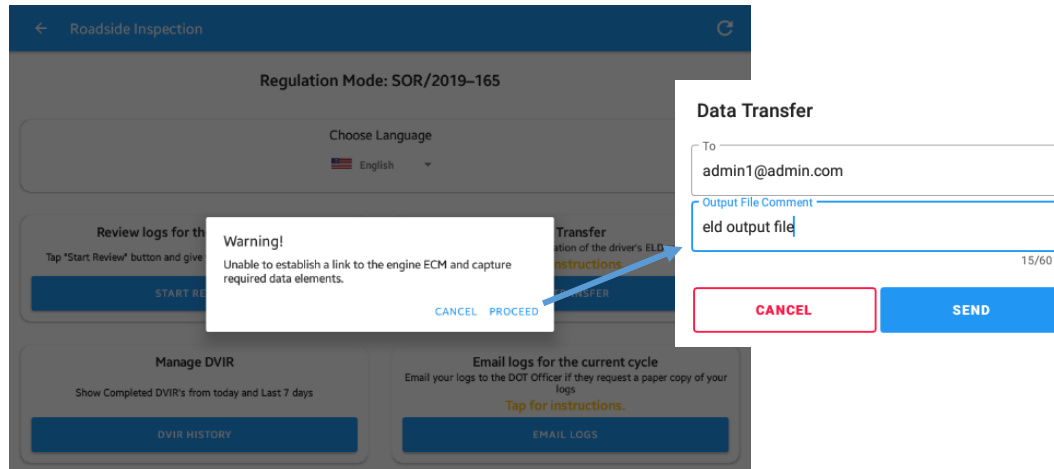 Roadside Inspection
Regulation Mode: SOR/2019–165
Choose Language
English
Review logs for th
Tap "Start Review" button and give
START RE
Transfer
ation of the driver's ELD
nstructions.
TRANSFER
Warning!
Unable to establish a link to the engine ECM and capture
required data elements.
CANCEL PROCEED
Manage DVIR
Show Completed DVIR's from today and Last 7 days
DVIR HISTORY
Email logs for the current cycle
Email your logs to the DOT Officer if they request a paper copy of your
logs
Tap for instructions.
EMAIL LOGS
Data Transfer
To
admin1@admin.com
Output File Comment
eld output file
15/60
CANCEL
SEND